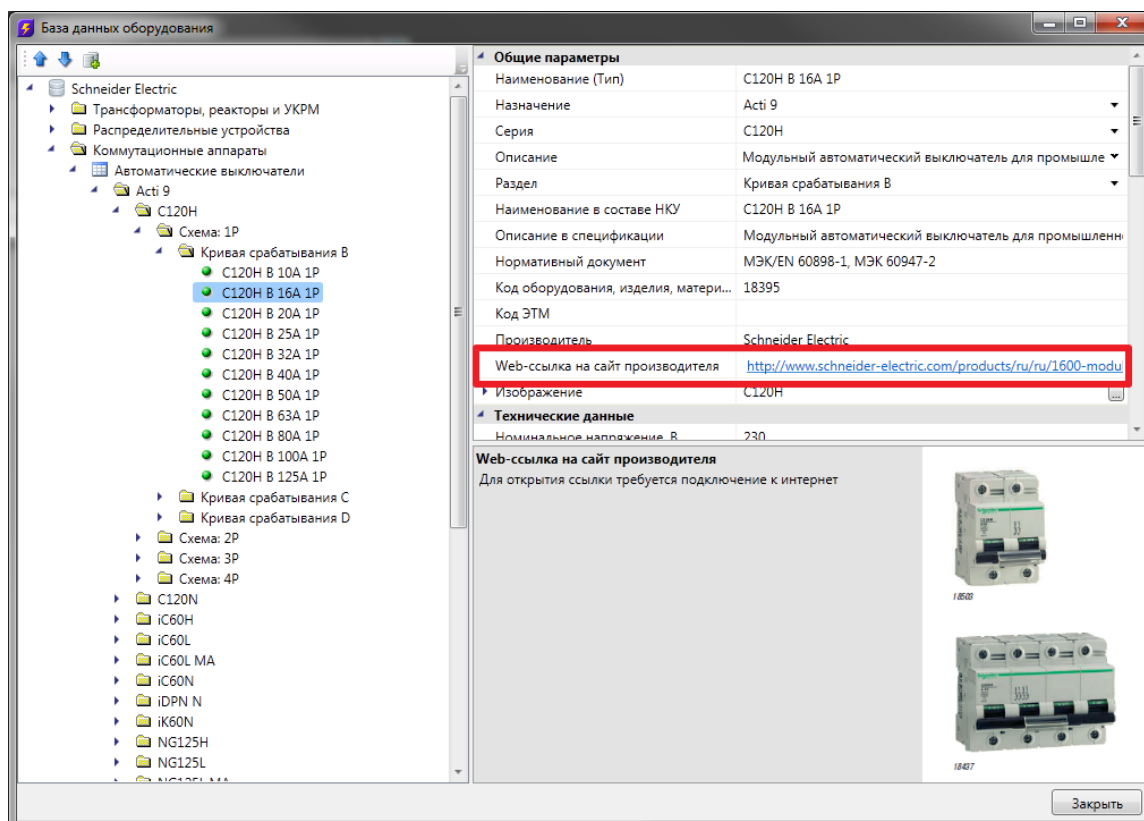 База данных оборудования
Schneider Electric
Трансформаторы, реакторы и УКРМ
Распределительные устройства
Коммутационные аппараты
Автоматические выключатели
Acti 9
C120H
Схема: 1P
Кривая срабатывания B
C120H B 10A 1P
C120H B 16A 1P
C120H B 20A 1P
C120H B 25A 1P
C120H B 32A 1P
C120H B 40A 1P
C120H B 50A 1P
C120H B 63A 1P
C120H B 80A 1P
C120H B 100A 1P
C120H B 125A 1P
Кривая срабатывания C
Кривая срабатывания D
Схема: 2P
Схема: 3P
Схема: 4P
C120N
iC60H
iC60L
iC60L MA
iC60N
iDPN N
iK60N
NG125H
NG125L
NG125L MA
Общие параметры
Наименование (Тип) C120H B 16A 1P
Назначение Acti 9
Серия C120H
Описание Модульный автоматический выключатель для промышле
Раздел Кривая срабатывания B
Наименование в составе НКУ C120H B 16A 1P
Описание в спецификации Модульный автоматический выключатель для промышленн
Нормативный документ МЭК/EN 60898-1, МЭК 60947-2
Код оборудования, изделия, матери... 18395
Код ЭТМ
Производитель Schneider Electric
Web-ссылка на сайт производителя http://www.schneider-electric.com/products/ru/ru/1600-modu
Изображение C120H ...
Технические данные
Номинальное напряжение, В 230
Web-ссылка на сайт производителя
Для открытия ссылки требуется подключение к интернет
18503
18437
Закрыть